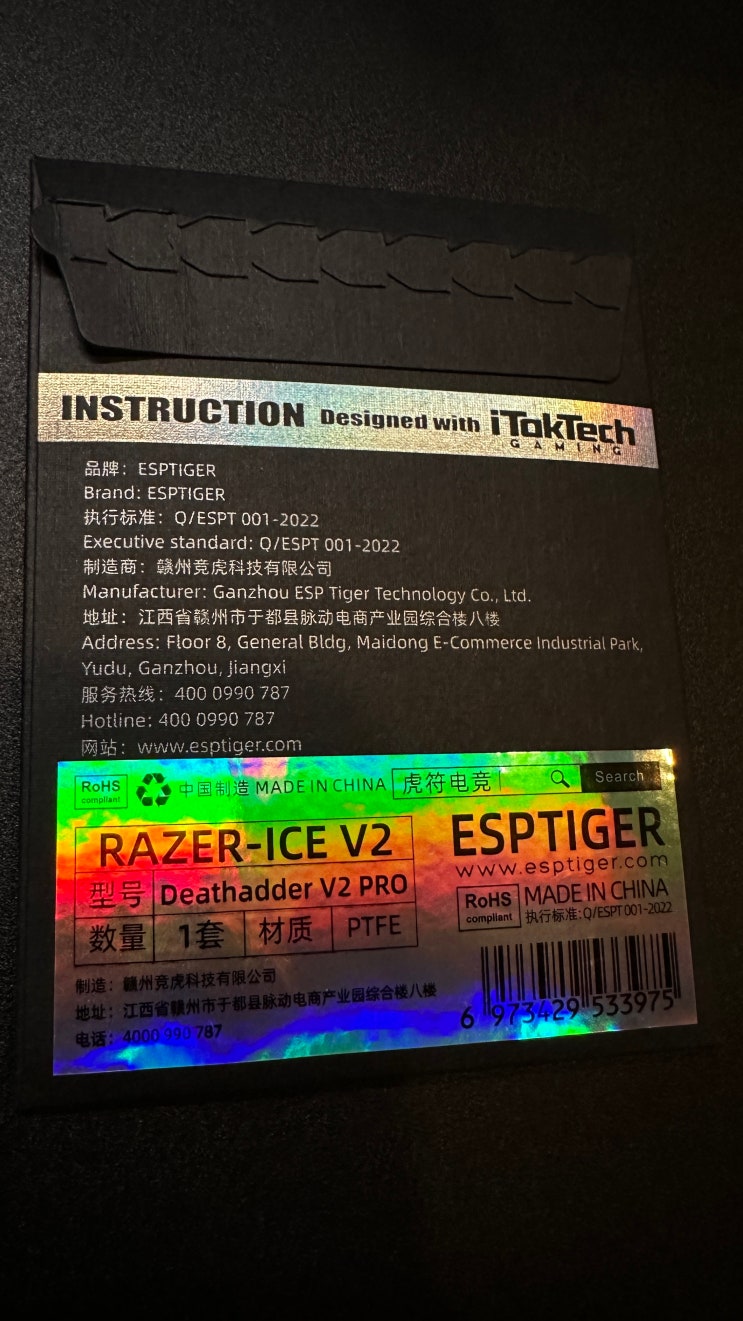 INSTRUCTION Designed with iTakTech
GAMING
品牌：ESPTIGER
Brand: ESPTIGER
执行标准：Q/ESPT 001-2022
Executive standard: Q/ESPT 001-2022
制造商：赣州竞虎科技有限公司
Manufacturer: Ganzhou ESP Tiger Technology Co., Ltd.
地址：江西省赣州市于都县脉动电商产业园综合楼八楼
Address: Floor 8, General Bldg, Maidong E-Commerce Industrial Park,
Yudu, Ganzhou, Jiangxi
服务热线：400 0990 787
Hotline: 400 0990 787
网站：www.esptiger.com
RoHS
compliant
中国制造 MADE IN CHINA
虎符电竞
Search
RAZER-ICE V2
型号 Deathadder V2 PRO
数量 1套 材质 PTFE
制造：赣州竞虎科技有限公司
地址：江西省赣州市于都县脉动电商产业园综合楼八楼
电话：4000 990 787
ESPTIGER
www.esptiger.com
RoHS
compliant
MADE IN CHINA
执行标准:Q/ESPT 001-2022
6 973429 533975